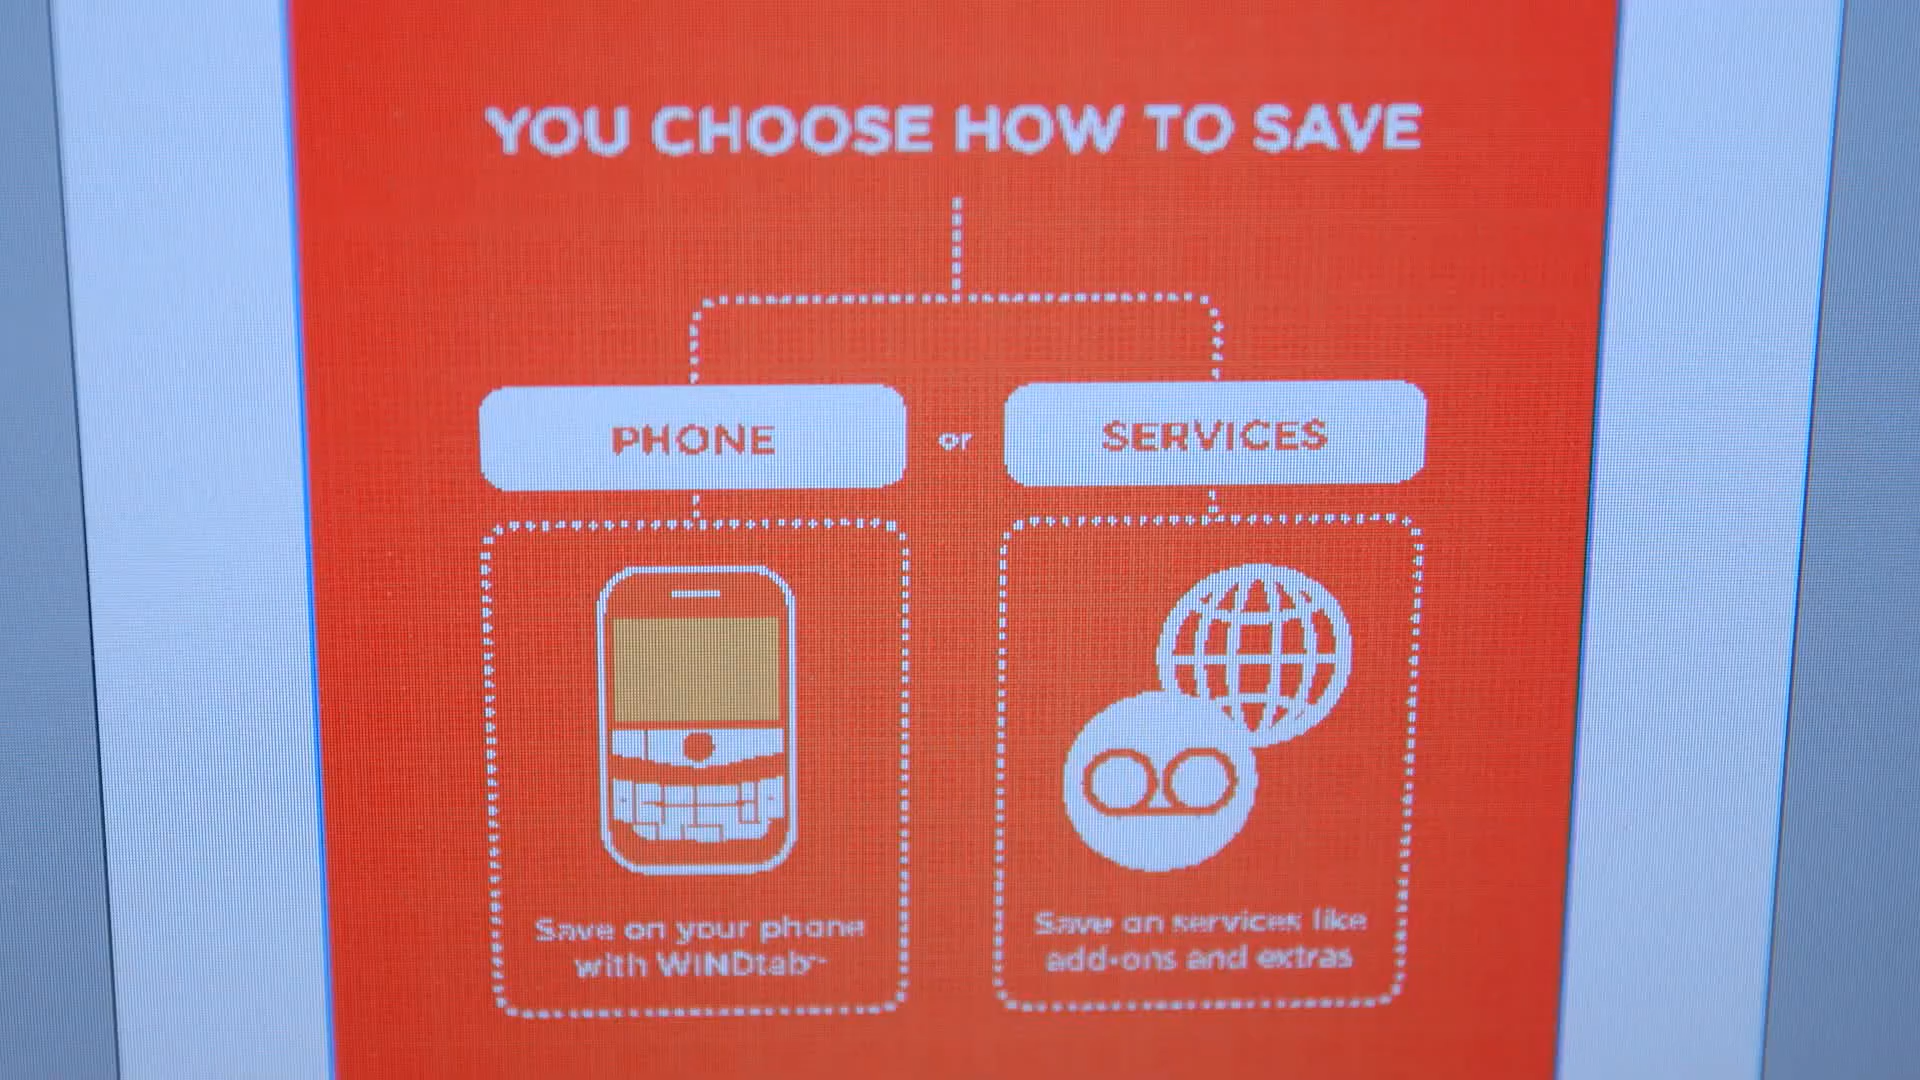 YOU CHOOSE HOW TO SAVE
PHONE
or
SERVICES
Save on your phone
with WINDtab™
Save on services like
add-ons and extras